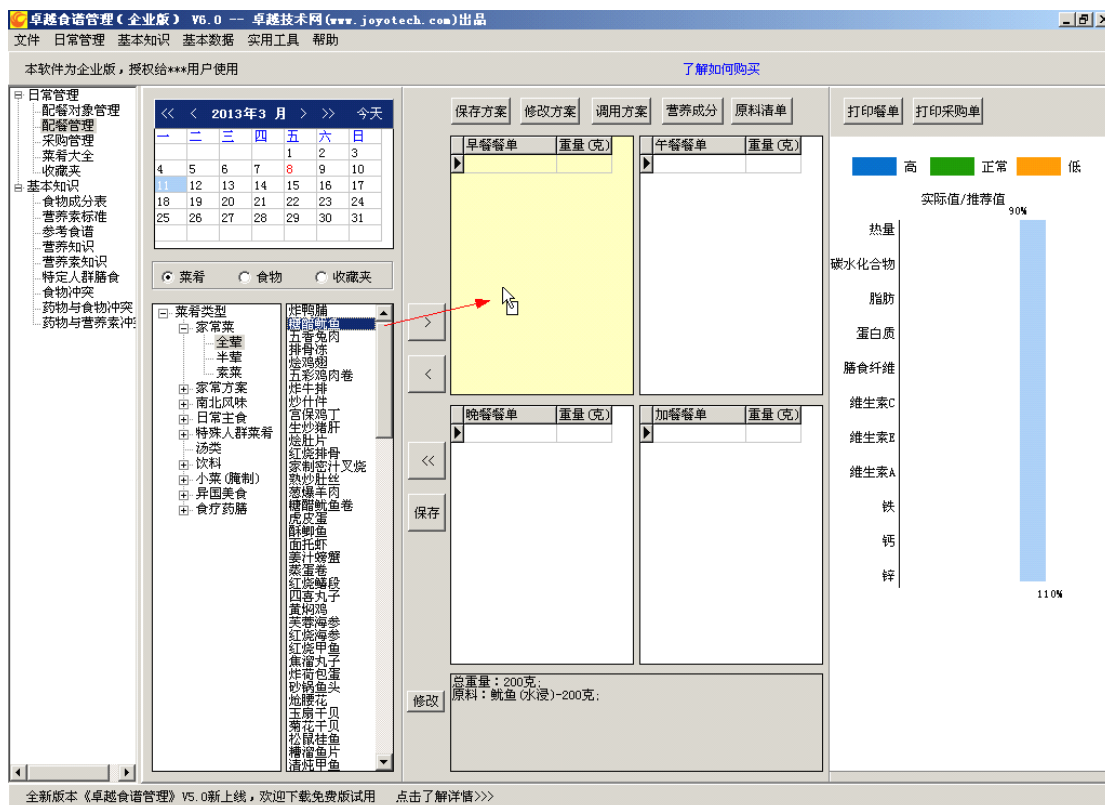 卓越食谱管理(企业版) V6.0 -- 卓越技术网(www.joyotech.com)出品
文件 日常管理 基本知识 基本数据 实用工具 帮助
本软件为企业版，授权给***用户使用 了解如何购买
日常管理
配餐对象管理
配餐管理
采购管理
菜肴大全
收藏夹
基本知识
食物成分表
营养素标准
参考食谱
营养知识
营养素知识
特定人群膳食
食物冲突
药物与食物冲突
药物与营养素冲
<< < 2013年3 月 > >> 今天
一 二 三 四 五 六 日
1 2 3
4 5 6 7 8 9 10
11 12 13 14 15 16 17
18 19 20 21 22 23 24
25 26 27 28 29 30 31
菜肴 食物 收藏夹
菜肴类型
家常菜
全荤
半荤
素菜
家常方案
南北风味
日常主食
特殊人群菜肴
汤类
饮料
小菜(腌制)
异国美食
食疗药膳
炸鸭脯
糖醋鱿鱼
五香兔肉
排骨冻
烩鸡翅
五彩鸡肉卷
炸牛排
炒什件
宫保鸡丁
生炒猪肝
烩肚片
红烧排骨
家制密汁叉烧
熟炒肚丝
葱爆羊肉
糖醋鱿鱼卷
虎皮蛋
酥鲫鱼
面托虾
姜汁螃蟹
蒸蛋卷
红烧鳝段
四喜丸子
黄焖鸡
芙蓉海参
红烧海参
红烧甲鱼
焦溜丸子
炸荷包蛋
砂锅鱼头
炝腰花
玉扇干贝
菊花干贝
松鼠桂鱼
糟溜鱼片
清炖甲鱼
>
<
<<
保存
修改
保存方案 修改方案 调用方案 营养成分 原料清单
早餐餐单 重量(克)
午餐餐单 重量(克)
晚餐餐单 重量(克)
加餐餐单 重量(克)
总重量：200克;
原料：鱿鱼(水浸)-200克;
打印餐单 打印采购单
高 正常 低
实际值/推荐值
90%
热量
碳水化合物
脂肪
蛋白质
膳食纤维
维生素C
维生素E
维生素A
铁
钙
锌
110%
全新版本《卓越食谱管理》V5.0新上线，欢迎下载免费版试用 点击了解详情>>>